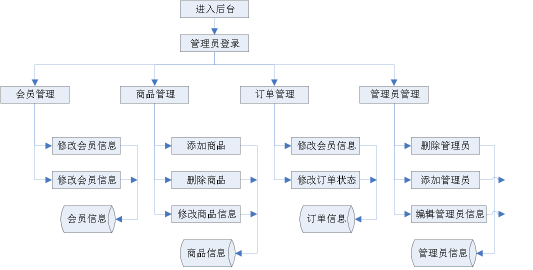 进入后台
管理员登录
会员管理 商品管理 订单管理 管理员管理
修改会员信息 添加商品 修改会员信息 删除管理员
修改会员信息 删除商品 修改订单状态 添加管理员
会员信息 修改商品信息 订单信息 编辑管理员信息
商品信息 管理员信息